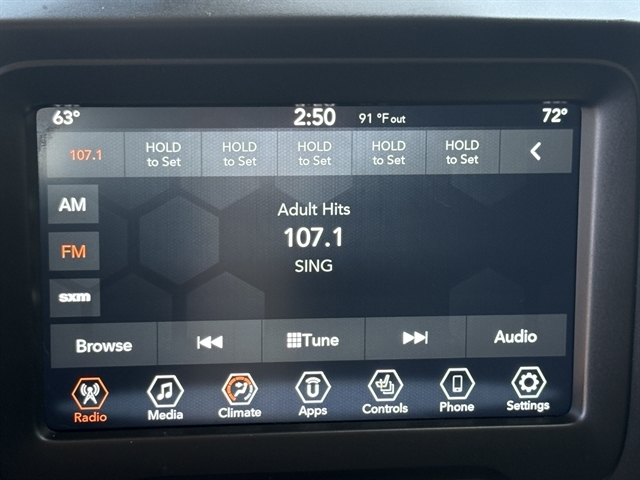 63° 2:50 91 °F out 72°
107.1 HOLD to Set HOLD to Set HOLD to Set HOLD to Set HOLD to Set
AM
Adult Hits
107.1
FM
SING
sxm
Browse Tune Audio
Radio Media Climate Apps Controls Phone Settings